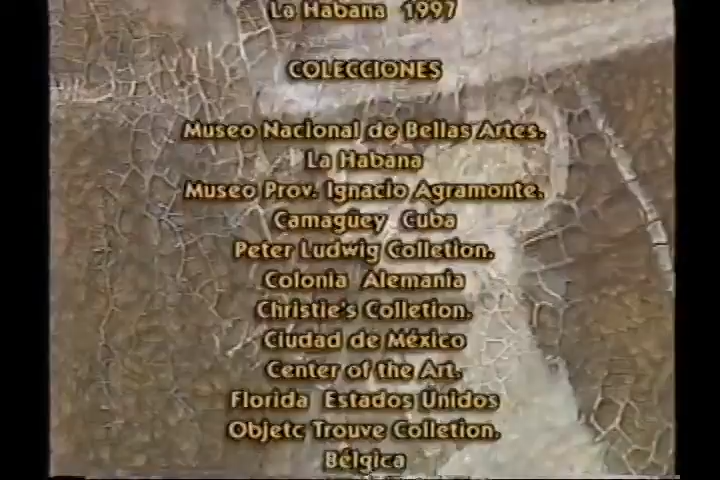 La Habana 1997
COLECCIONES
Museo Nacional de Bellas Artes.
La Habana
Museo Prov. Ignacio Agramonte.
Camagüey Cuba
Peter Ludwig Colletion.
Colonia Alemania
Christie's Colletion.
Ciudad de México
Center of the Art.
Florida Estados Unidos
Objetc Trouve Colletion.
Bélgica